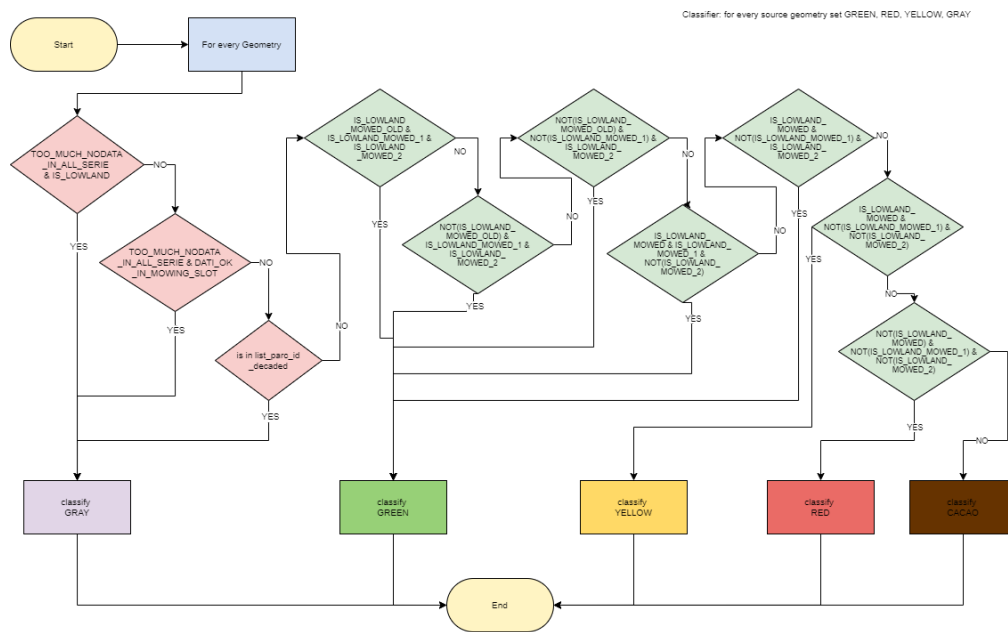 Classifier: for every source geometry set GREEN, RED, YELLOW, GRAY
Start
For every Geometry
TOO_MUCH_NODATA
_IN_ALL_SERIE
& IS_LOWLAND
NO
YES
TOO_MUCH_NODATA
_IN_ALL_SERIE & DATI_OK
_IN_MOWING_SLOT
NO
YES
is in list_parc_id
_decaded
NO
YES
IS_LOWLAND
_MOWED_OLD &
IS_LOWLAND_MOWED_1 &
IS_LOWLAND
_MOWED_2
NO
YES
NOT(IS_LOWLAND_
MOWED_OLD) &
IS_LOWLAND_MOWED_1 &
IS_LOWLAND_
MOWED_2
NO
YES
NOT(IS_LOWLAND_
MOWED_OLD) &
NOT(IS_LOWLAND_MOWED_1) &
IS_LOWLAND_
MOWED_2
NO
YES
IS_LOWLAND_
MOWED & IS_LOWLAND_
MOWED_1 &
NOT(IS_LOWLAND_
MOWED_2)
NO
YES
IS_LOWLAND_
MOWED &
NOT(IS_LOWLAND_MOWED_1) &
IS_LOWLAND_
MOWED_2
NO
YES
IS_LOWLAND_
MOWED &
NOT(IS_LOWLAND_MOWED_1) &
NOT(IS_LOWLAND_
MOWED_2)
YES
NO
NOT(IS_LOWLAND_
MOWED) &
NOT(IS_LOWLAND_MOWED_1) &
NOT(IS_LOWLAND_
MOWED_2)
YES
NO
classify
GRAY
classify
GREEN
classify
YELLOW
classify
RED
classify
CACAO
End